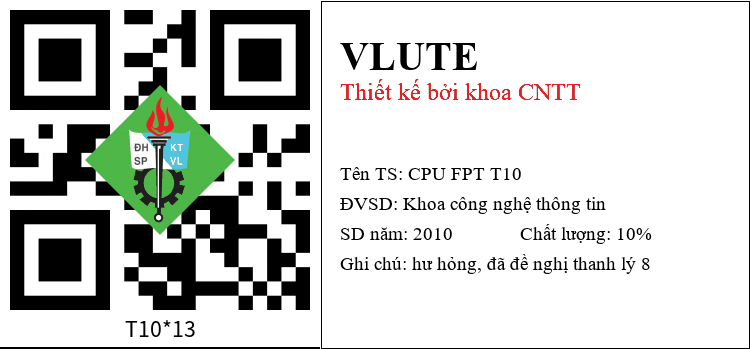 ĐH KT
SP VL
T10*13
VLUTE
Thiết kế bởi khoa CNTT
Tên TS: CPU FPT T10
ĐVSD: Khoa công nghệ thông tin
SD năm: 2010 Chất lượng: 10%
Ghi chú: hư hỏng, đã đề nghị thanh lý 8